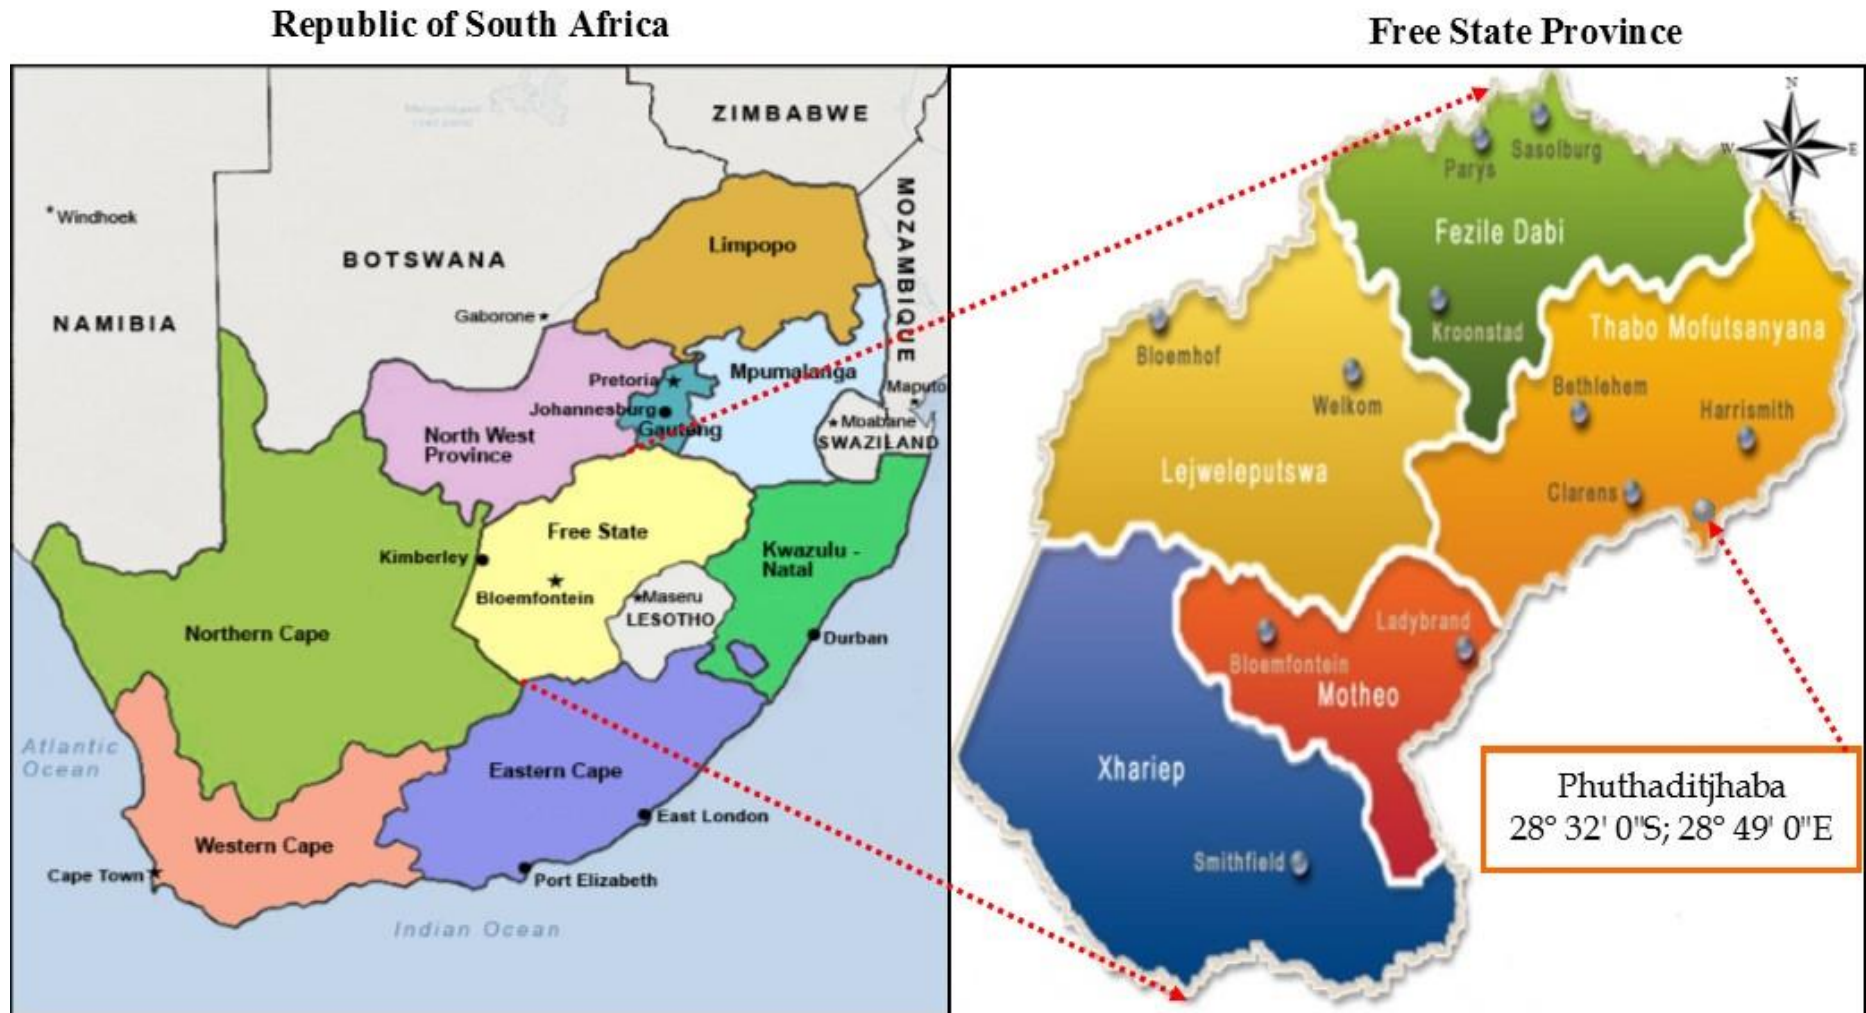 Republic of South Africa
Free State Province
ZIMBABWE
MOZAMBIQUE
Windhoek
BOTSWANA
NAMIBIA
Gaborone
Limpopo
Pretoria
Mpumalanga
Maputo
Johannesburg
Gauteng
Moabane
SWAZILAND
North West
Province
Free State
Kimberley
Kwazulu -
Natal
Bloemfontein
Maseru
LESOTHO
Northern Cape
Durban
Atlantic
Ocean
Eastern Cape
East London
Western Cape
Cape Town
Port Elizabeth
Indian Ocean
N
W
E
S
Sasolburg
Parys
Fezile Dabi
Kroonstad
Thabo Mofutsanyana
Bloemhof
Welkom
Bethlehem
Harrismith
Lejweleputswa
Clarens
Ladybrand
Bloemfontein
Motheo
Xhariep
Smithfield
Phuthaditjhaba
28° 32' 0"S; 28° 49' 0"E